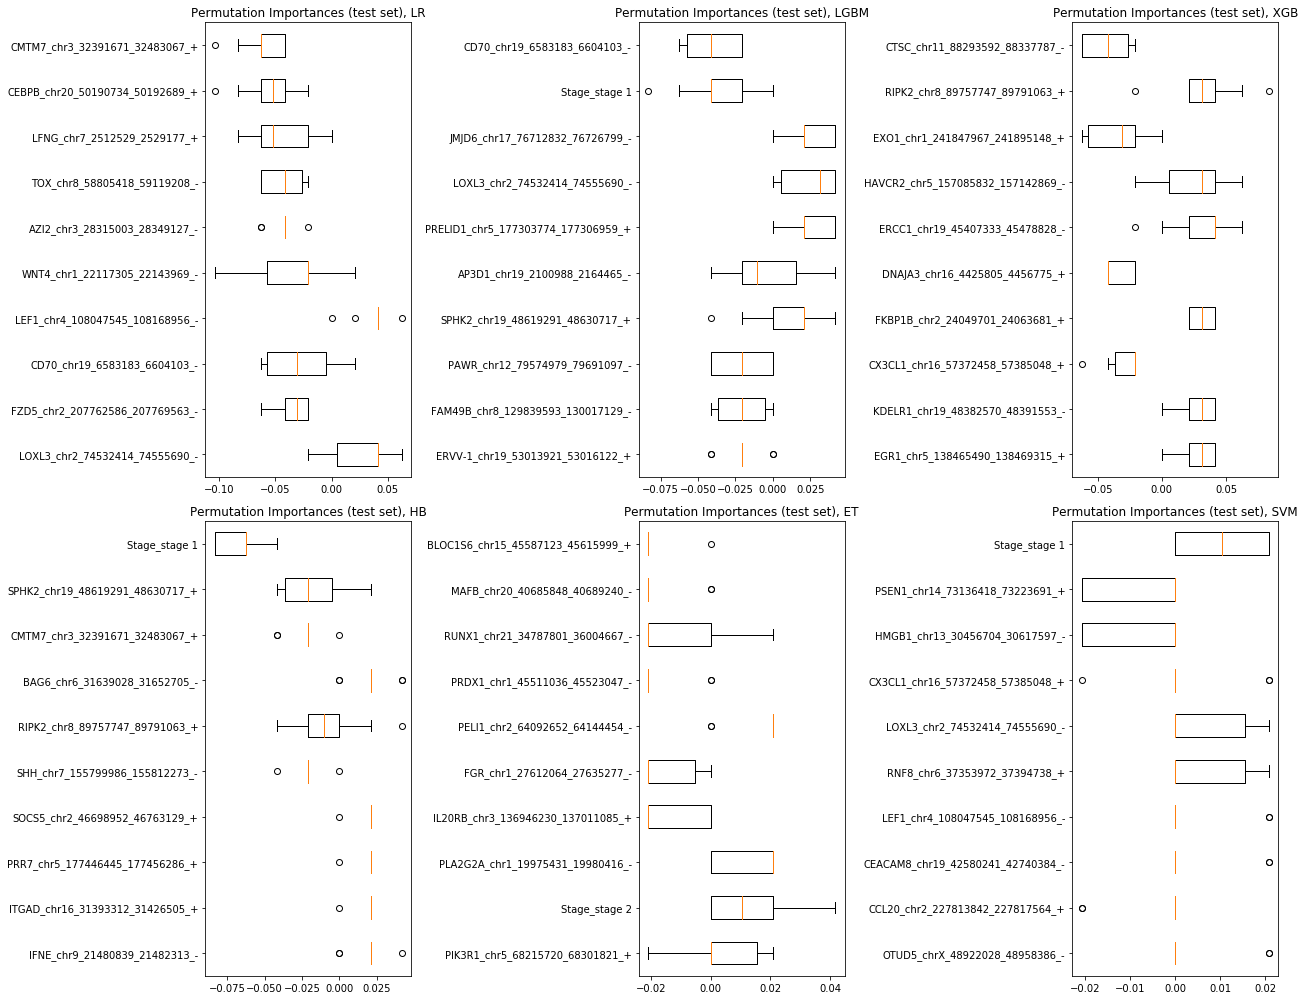 Permutation Importances (test set), LR
CMTM7_chr3_32391671_32483067_+
CEBPB_chr20_50190734_50192689_+
LFNG_chr7_2512529_2529177_+
TOX_chr8_58805418_59119208_-
AZI2_chr3_28315003_28349127_-
WNT4_chr1_22117305_22143969_-
LEF1_chr4_108047545_108168956_-
CD70_chr19_6583183_6604103_-
FZD5_chr2_207762586_207769563_-
LOXL3_chr2_74532414_74555690_-
−0.10 −0.05 0.00 0.05
Permutation Importances (test set), LGBM
CD70_chr19_6583183_6604103_-
Stage_stage 1
JMJD6_chr17_76712832_76726799_-
LOXL3_chr2_74532414_74555690_-
PRELID1_chr5_177303774_177306959_+
AP3D1_chr19_2100988_2164465_-
SPHK2_chr19_48619291_48630717_+
PAWR_chr12_79574979_79691097_-
FAM49B_chr8_129839593_130017129_-
ERVV-1_chr19_53013921_53016122_+
−0.075 −0.050 −0.025 0.000 0.025
Permutation Importances (test set), XGB
CTSC_chr11_88293592_88337787_-
RIPK2_chr8_89757747_89791063_+
EXO1_chr1_241847967_241895148_+
HAVCR2_chr5_157085832_157142869_-
ERCC1_chr19_45407333_45478828_-
DNAJA3_chr16_4425805_4456775_+
FKBP1B_chr2_24049701_24063681_+
CX3CL1_chr16_57372458_57385048_+
KDELR1_chr19_48382570_48391553_-
EGR1_chr5_138465490_138469315_+
−0.05 0.00 0.05
Permutation Importances (test set), HB
Stage_stage 1
SPHK2_chr19_48619291_48630717_+
CMTM7_chr3_32391671_32483067_+
BAG6_chr6_31639028_31652705_-
RIPK2_chr8_89757747_89791063_+
SHH_chr7_155799986_155812273_-
SOCS5_chr2_46698952_46763129_+
PRR7_chr5_177446445_177456286_+
ITGAD_chr16_31393312_31426505_+
IFNE_chr9_21480839_21482313_-
−0.075 −0.050 −0.025 0.000 0.025
Permutation Importances (test set), ET
BLOC1S6_chr15_45587123_45615999_+
MAFB_chr20_40685848_40689240_-
RUNX1_chr21_34787801_36004667_-
PRDX1_chr1_45511036_45523047_-
PELI1_chr2_64092652_64144454_-
FGR_chr1_27612064_27635277_-
IL20RB_chr3_136946230_137011085_+
PLA2G2A_chr1_19975431_19980416_-
Stage_stage 2
PIK3R1_chr5_68215720_68301821_+
−0.02 0.00 0.02 0.04
Permutation Importances (test set), SVM
Stage_stage 1
PSEN1_chr14_73136418_73223691_+
HMGB1_chr13_30456704_30617597_-
CX3CL1_chr16_57372458_57385048_+
LOXL3_chr2_74532414_74555690_-
RNF8_chr6_37353972_37394738_+
LEF1_chr4_108047545_108168956_-
CEACAM8_chr19_42580241_42740384_-
CCL20_chr2_227813842_227817564_+
OTUD5_chrX_48922028_48958386_-
−0.02 −0.01 0.00 0.01 0.02